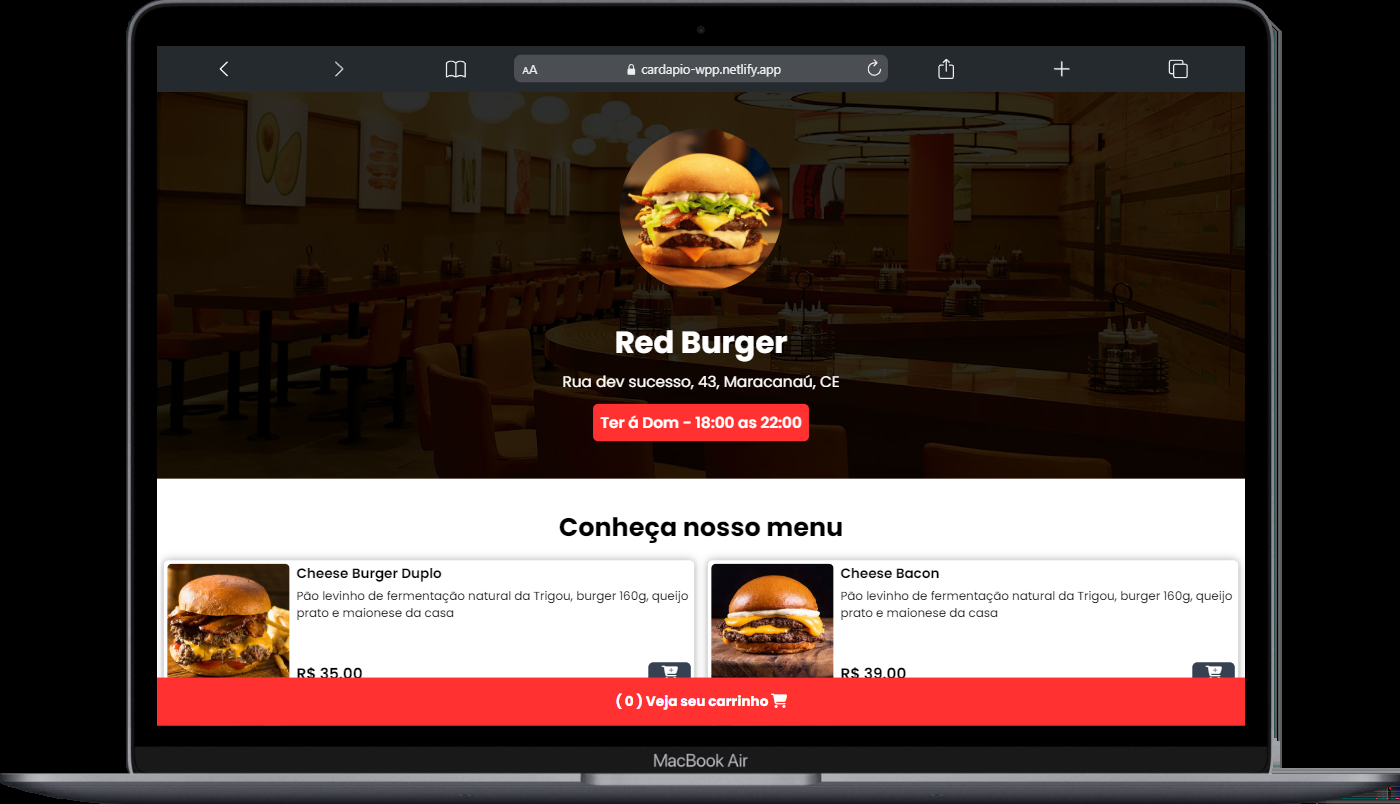 AA
cardapio-wpp.netlify.app
Red Burger
Rua dev sucesso, 43, Maracanaú, CE
Ter á Dom - 18:00 as 22:00
Conheça nosso menu
Cheese Burger Duplo
Pão levinho de fermentação natural da Trigou, burger 160g, queijo
prato e maionese da casa
R$ 35.00
Cheese Bacon
Pão levinho de fermentação natural da Trigou, burger 160g, queijo
prato e maionese da casa
R$ 39.00
( 0 ) Veja seu carrinho
MacBook Air